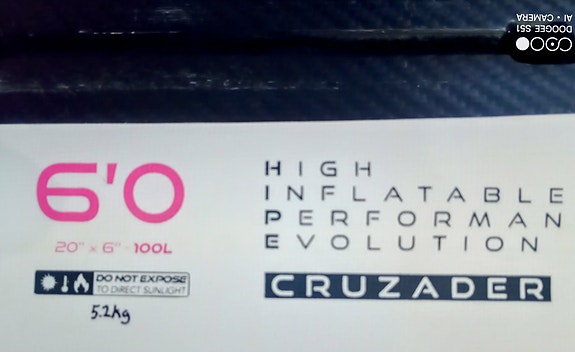 DOOGEE S51
AI • CAMERA
6'0
20" x 6" - 100L
DO NOT EXPOSE
TO DIRECT SUNLIGHT
5.2kg
HIGH
INFLATABLE
PERFORMAN
EVOLUTION
CRUZADER